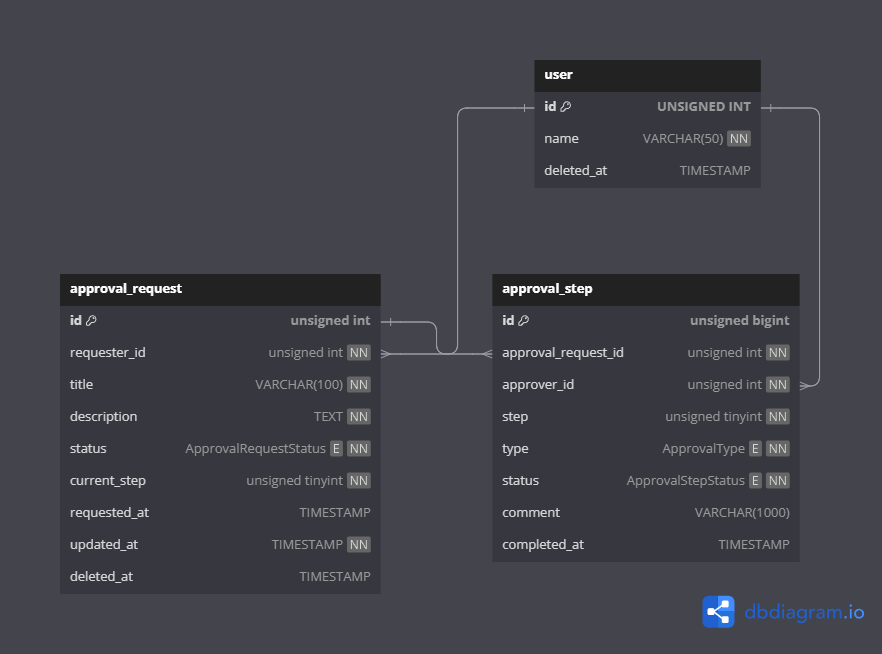 user
id UNSIGNED INT
name VARCHAR(50) NN
deleted_at TIMESTAMP
approval_request
id unsigned int
requester_id unsigned int NN
title VARCHAR(100) NN
description TEXT NN
status ApprovalRequestStatus E NN
current_step unsigned tinyint NN
requested_at TIMESTAMP
updated_at TIMESTAMP NN
deleted_at TIMESTAMP
approval_step
id unsigned bigint
approval_request_id unsigned int NN
approver_id unsigned int NN
step unsigned tinyint NN
type ApprovalType E NN
status ApprovalStepStatus E NN
comment VARCHAR(1000)
completed_at TIMESTAMP
dbdiagram.io